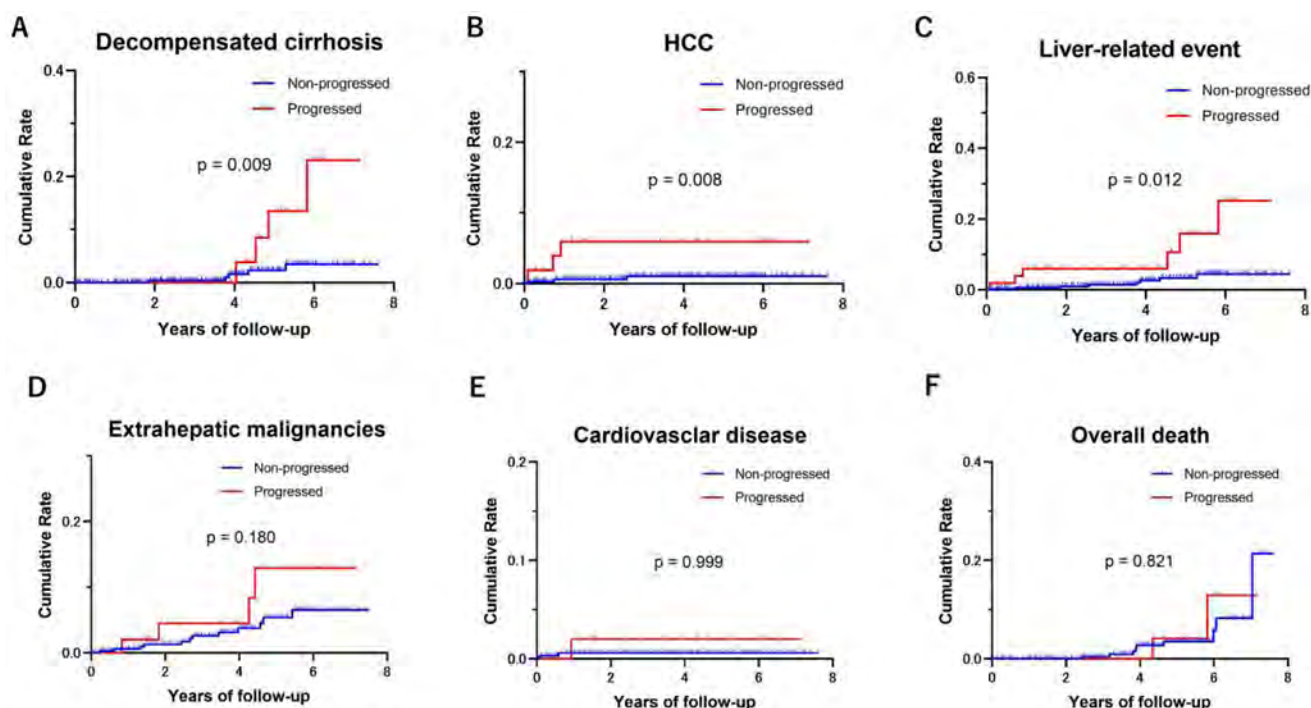 A
Decompensated cirrhosis
Non-progressed
Progressed
p = 0.009
Cumulative Rate
0.4
0.2
0.0
0 2 4 6 8
Years of follow-up
B
HCC
Non-progressed
Progressed
p = 0.008
Cumulative Rate
0.2
0
0 2 4 6 8
Years of follow-up
C
Liver-related event
Non-progressed
Progressed
p = 0.012
Cumulative Rate
0.6
0.4
0.2
0.0
0 2 4 6 8
Years of follow-up
D
Extrahepatic malignancies
Non-progressed
Progressed
p = 0.180
Cumulative Rate
0.2
0.0
0 2 4 6 8
Years of follow-up
E
Cardiovasclar disease
Non-progressed
Progressed
p = 0.999
Cumulative Rate
0.2
0.1
0.0
0 2 4 6 8
Years of follow-up
F
Overall death
Non-progressed
Progressed
p = 0.821
Cumulative Rate
0.4
0.2
0.0
0 2 4 6 8
Years of follow-up